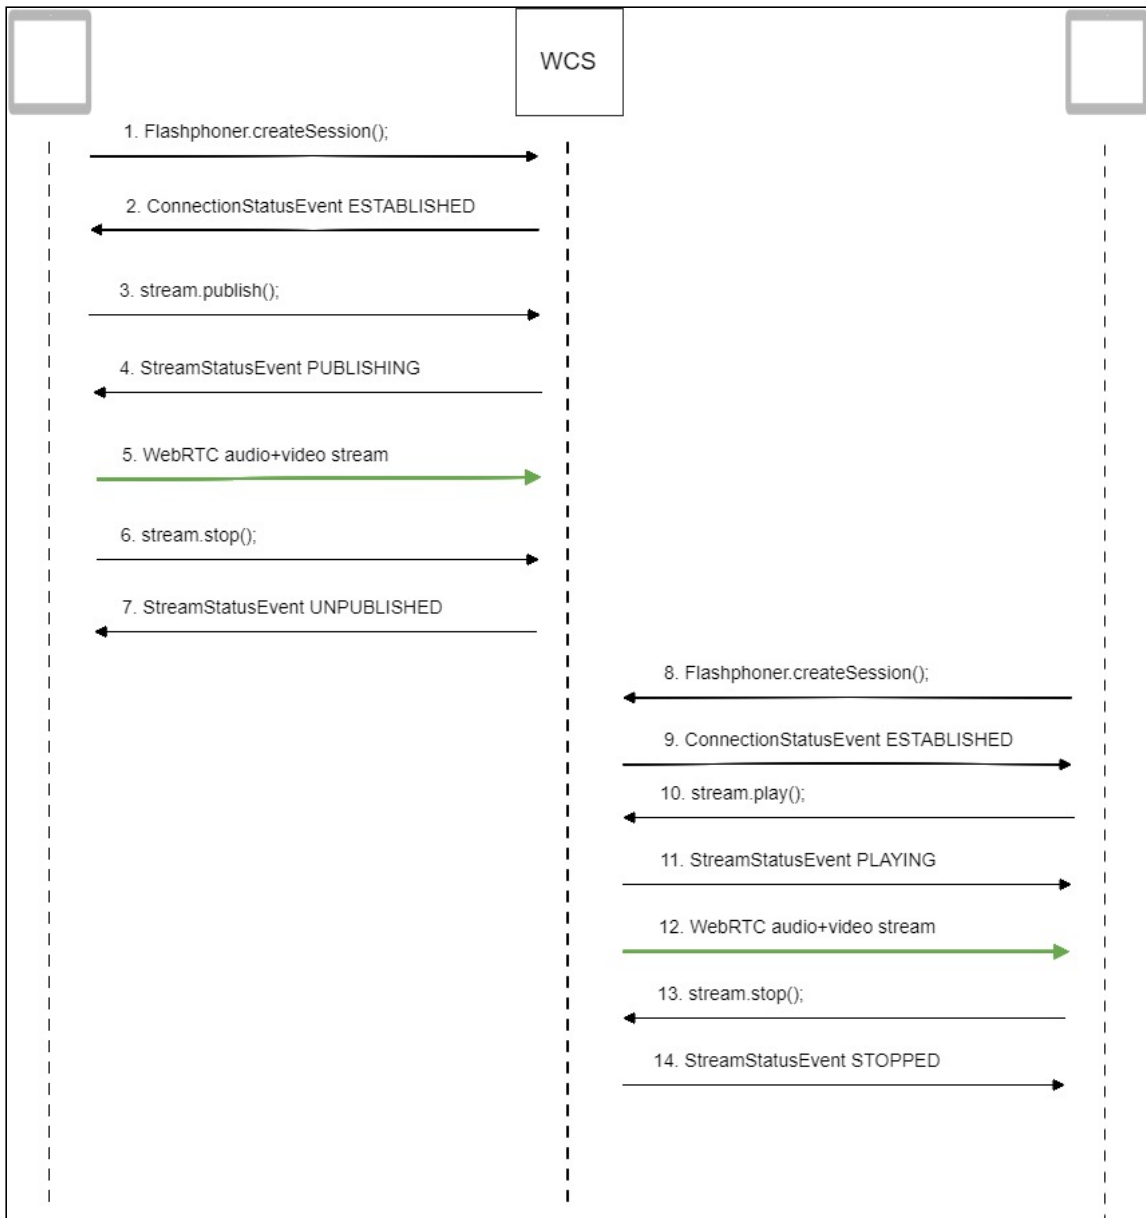 WCS
1. Flashphoner.createSession();
2. ConnectionStatusEvent ESTABLISHED
3. stream.publish();
4. StreamStatusEvent PUBLISHING
5. WebRTC audio+video stream
6. stream.stop();
7. StreamStatusEvent UNPUBLISHED
8. Flashphoner.createSession();
9. ConnectionStatusEvent ESTABLISHED
10. stream.play();
11. StreamStatusEvent PLAYING
12. WebRTC audio+video stream
13. stream.stop();
14. StreamStatusEvent STOPPED